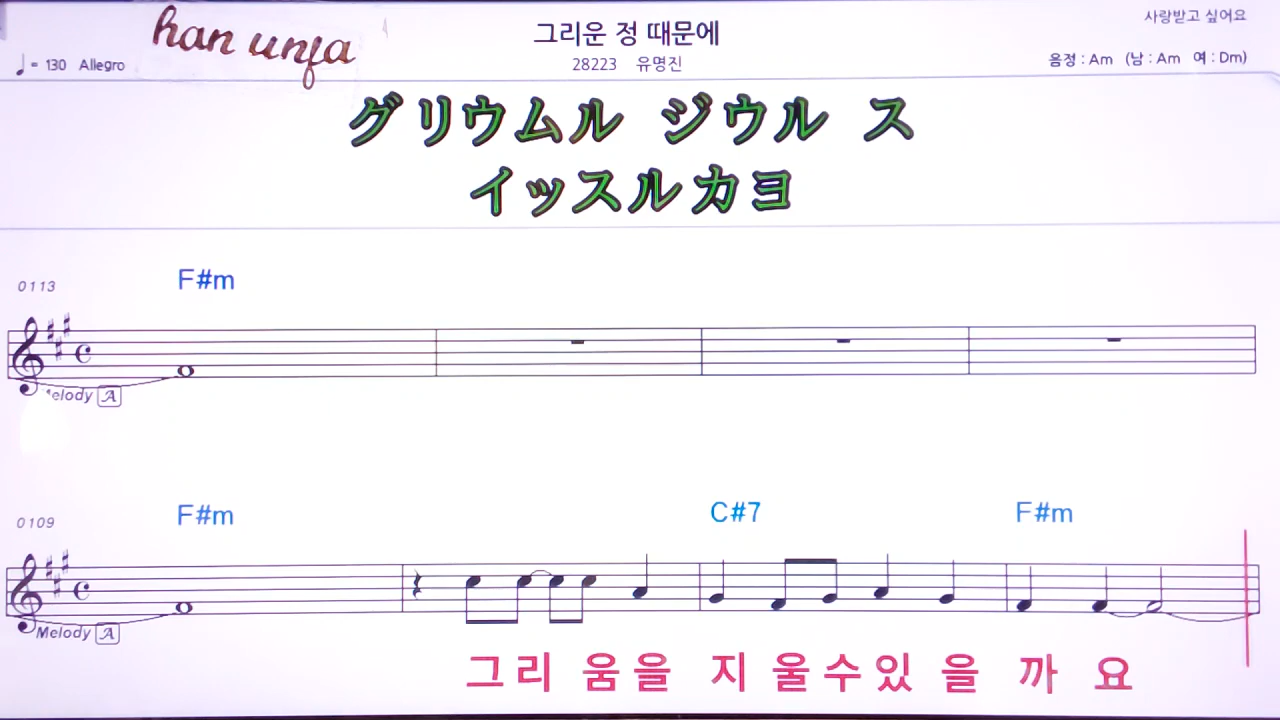 han unja
그리운 정 때문에
사랑받고 싶어요
♩= 130 Allegro
28223 유명진
음정 : Am (남 : Am 여 : Dm)
グリウムル ジウル ス
イッスルカヨ
0113 F#m
Melody A
0109 F#m C#7 F#m
Melody A
그리 움을 지 울수있 을 까 요